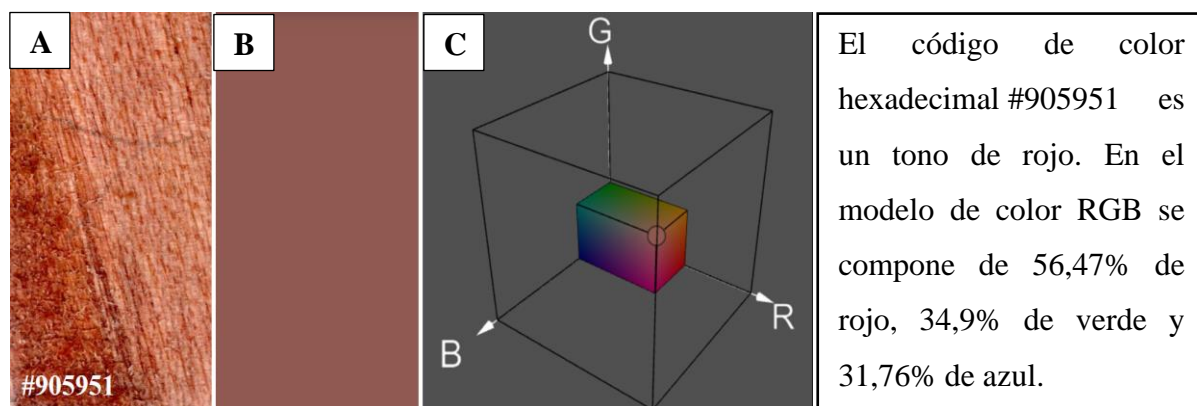 A
B
C
G
R
B
#905951
El código de color
hexadecimal #905951 es
un tono de rojo. En el
modelo de color RGB se
compone de 56,47% de
rojo, 34,9% de verde y
31,76% de azul.